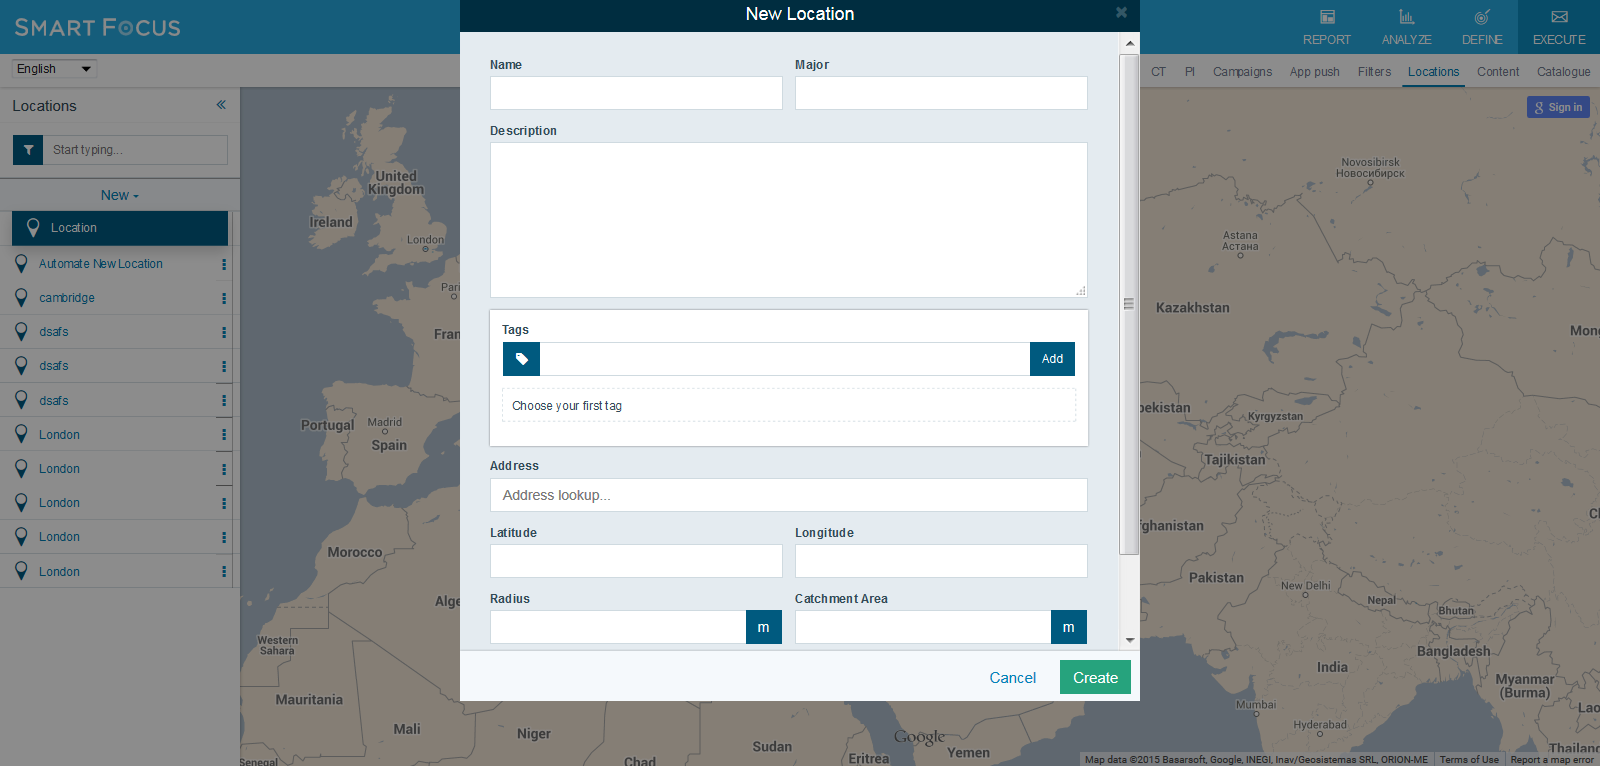 SMART FOCUS
New Location
REPORT
ANALYZE
DEFINE
EXECUTE
English
CT
PI
Campaigns
App push
Filters
Locations
Content
Catalogue
Locations
Start typing...
New
Location
Automate New Location
cambridge
dsafs
dsafs
dsafs
London
London
London
London
London
Name
Major
Description
Tags
Add
Choose your first tag
Address
Address lookup...
Latitude
Longitude
Radius
Catchment Area
m
m
Cancel
Create
g Sign in
United
Kingdom
Ireland
London
Pari
Fran
Portugal
Madrid
Spain
Morocco
Alge
Western
Sahara
Mauritania
Mali
Niger
Chad
Sudan
Eritrea
Yemen
Senegal
Google
Novosibirsk
Новосибирск
Astana
Астана
Kazakhstan
Mong
bekistan
Kyrgyzstan
Tajikistan
fghanistan
Ch
Pakistan
New Delhi
Nepal
Bhutan
Bangladesh
India
Myanmar
(Burma)
Mumbai
Lao
Hyderabad
Thailand
Map data ©2015 Basarsoft, Google, INEGI, Inav/Geosistemas SRL, ORION-ME
Terms of Use
Report a map error